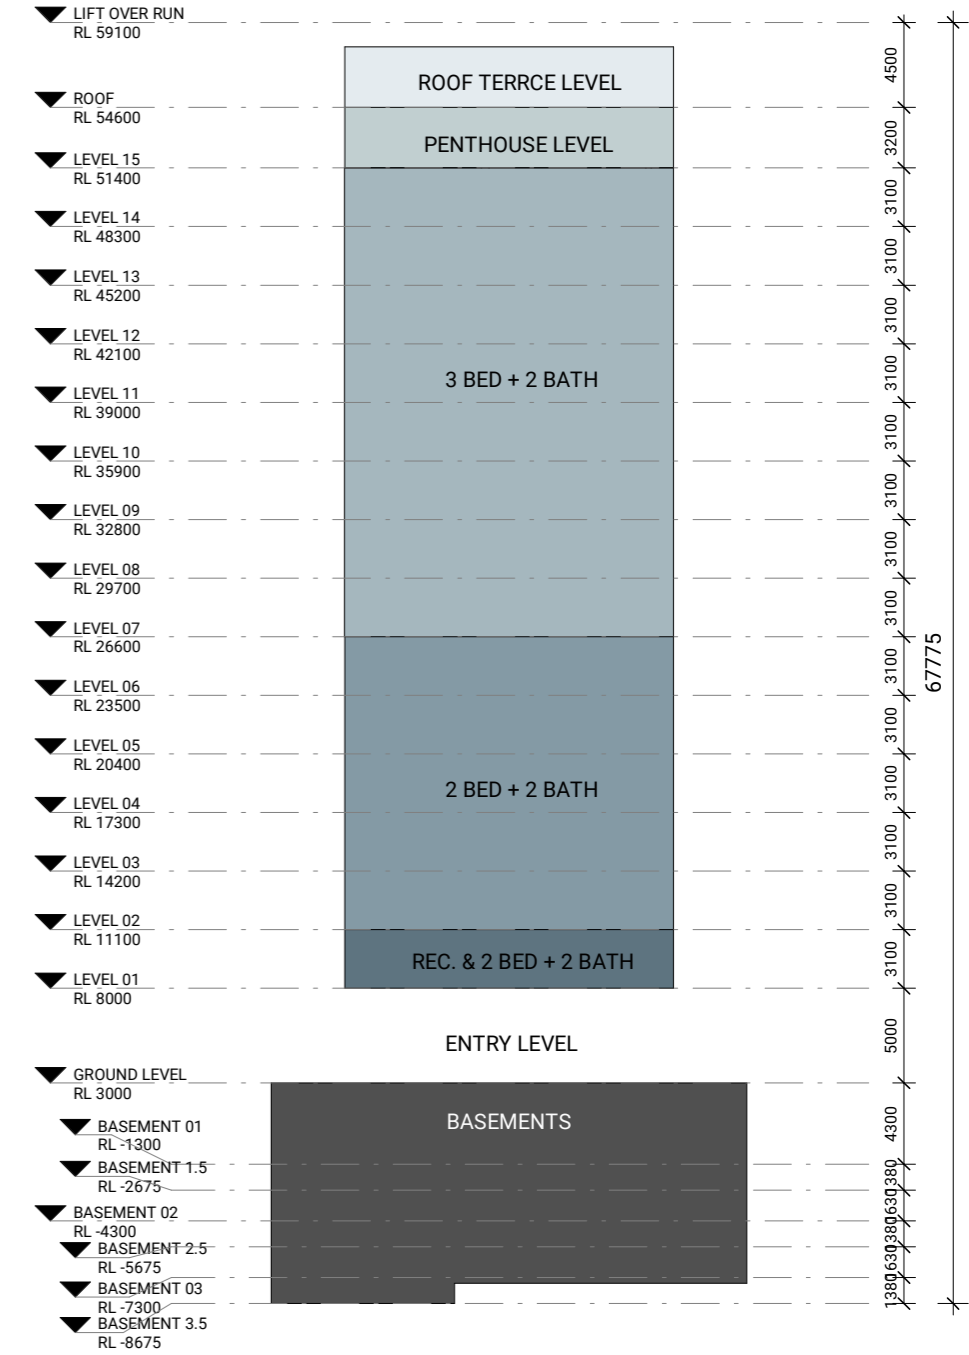 LIFT OVER RUN
RL 59100
ROOF
RL 54600
LEVEL 15
RL 51400
LEVEL 14
RL 48300
LEVEL 13
RL 45200
LEVEL 12
RL 42100
LEVEL 11
RL 39000
LEVEL 10
RL 35900
LEVEL 09
RL 32800
LEVEL 08
RL 29700
LEVEL 07
RL 26600
LEVEL 06
RL 23500
LEVEL 05
RL 20400
LEVEL 04
RL 17300
LEVEL 03
RL 14200
LEVEL 02
RL 11100
LEVEL 01
RL 8000
GROUND LEVEL
RL 3000
BASEMENT 01
RL -1300
BASEMENT 1.5
RL -2675
BASEMENT 02
RL -4300
BASEMENT 2.5
RL -5675
BASEMENT 03
RL -7300
BASEMENT 3.5
RL -8675
ROOF TERRCE LEVEL
PENTHOUSE LEVEL
3 BED + 2 BATH
2 BED + 2 BATH
REC. & 2 BED + 2 BATH
ENTRY LEVEL
BASEMENTS
4500
3200
3100
3100
3100
3100
3100
3100
3100
3100
3100
3100
3100
3100
3100
3100
5000
4300
1380
1630
1380
1630
1380
67775